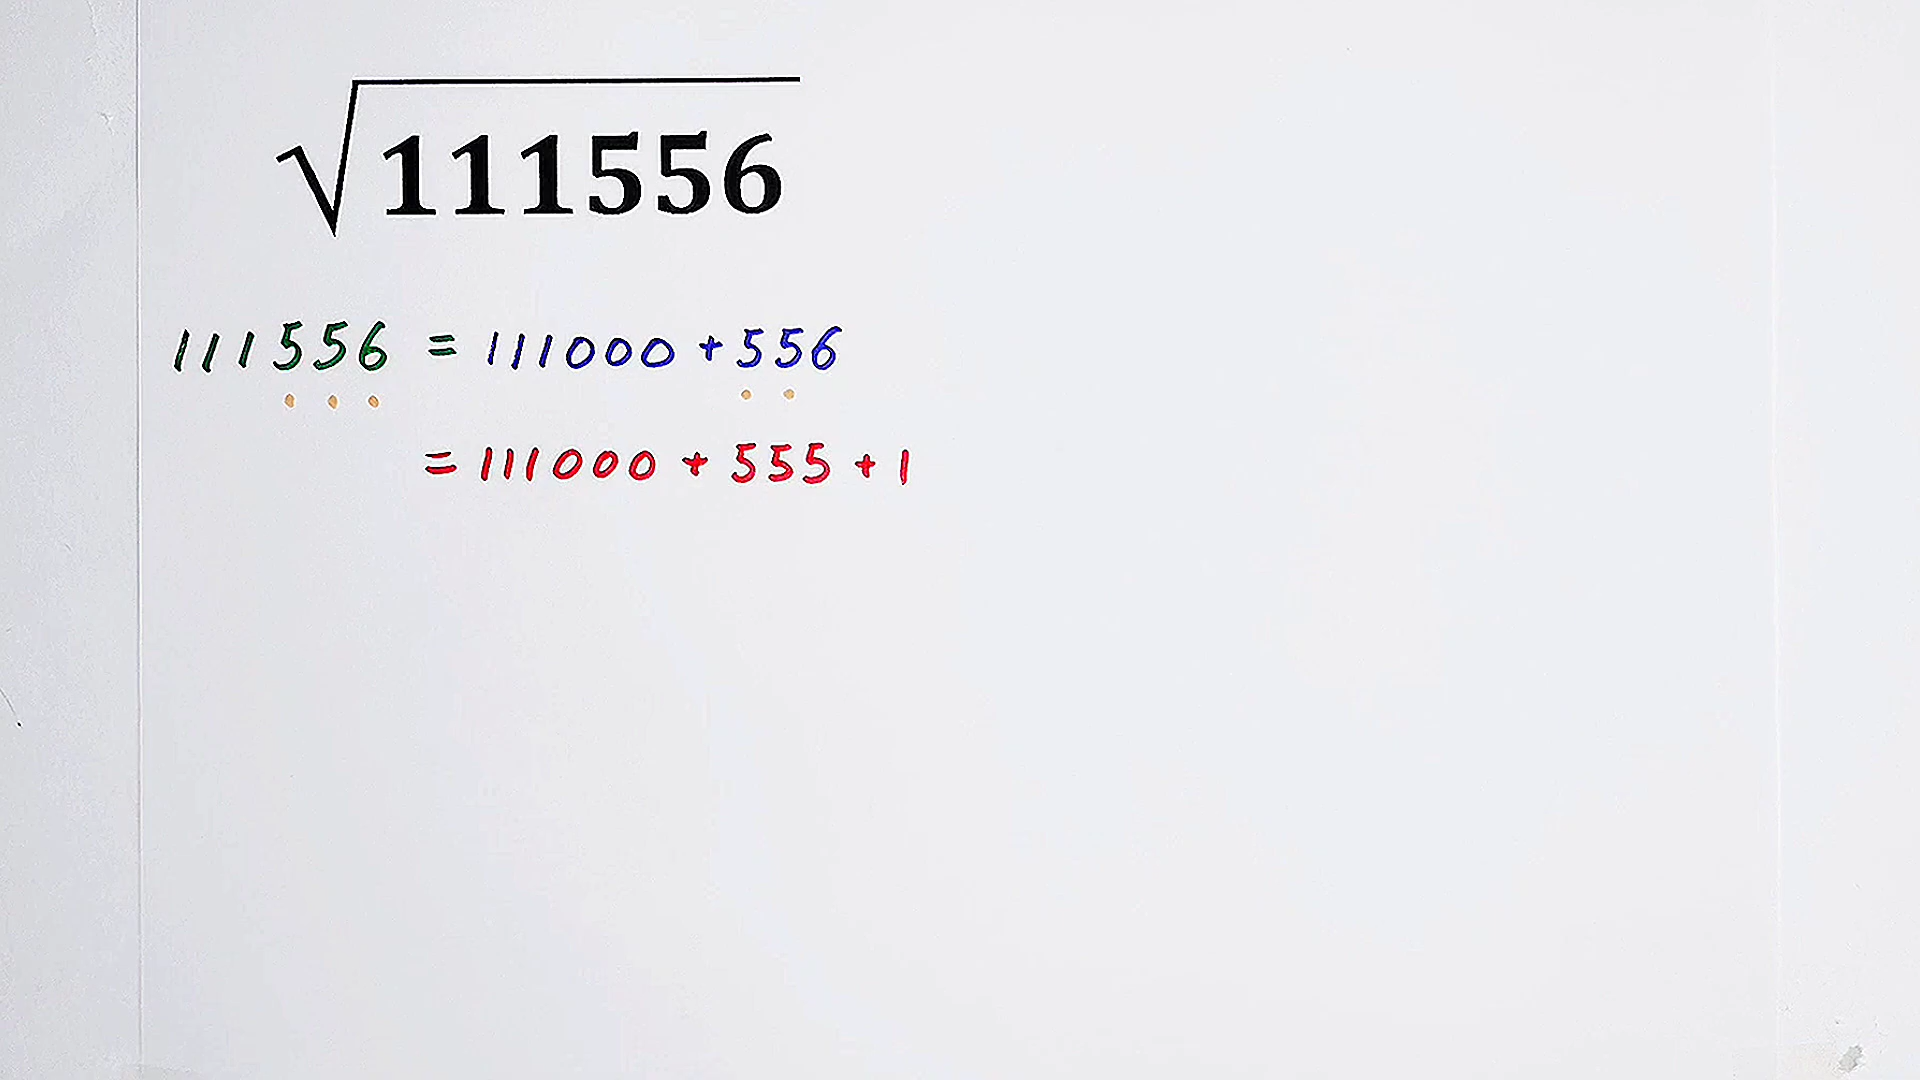 √111556
111556 = 111000 + 556
= 111000 + 555 + 1